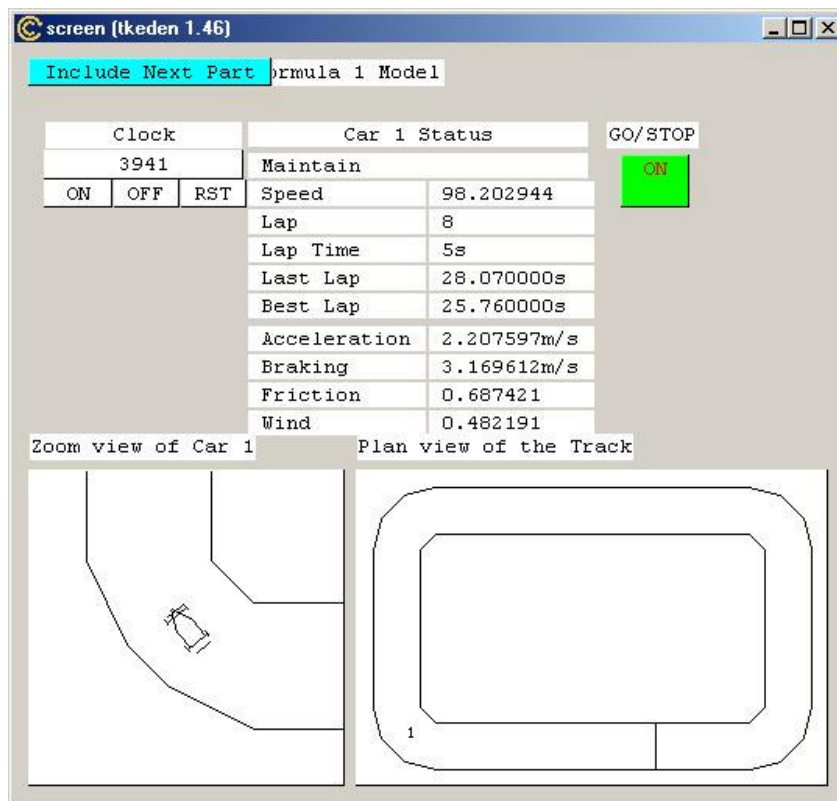 screen (tkeden 1.46)
Include Next Part ormula 1 Model
Clock Car 1 Status GO/STOP
3941 Maintain ON
ON OFF RST Speed 98.202944
Lap 8
Lap Time 5s
Last Lap 28.070000s
Best Lap 25.760000s
Acceleration 2.207597m/s
Braking 3.169612m/s
Friction 0.687421
Wind 0.482191
Zoom view of Car 1 Plan view of the Track
1